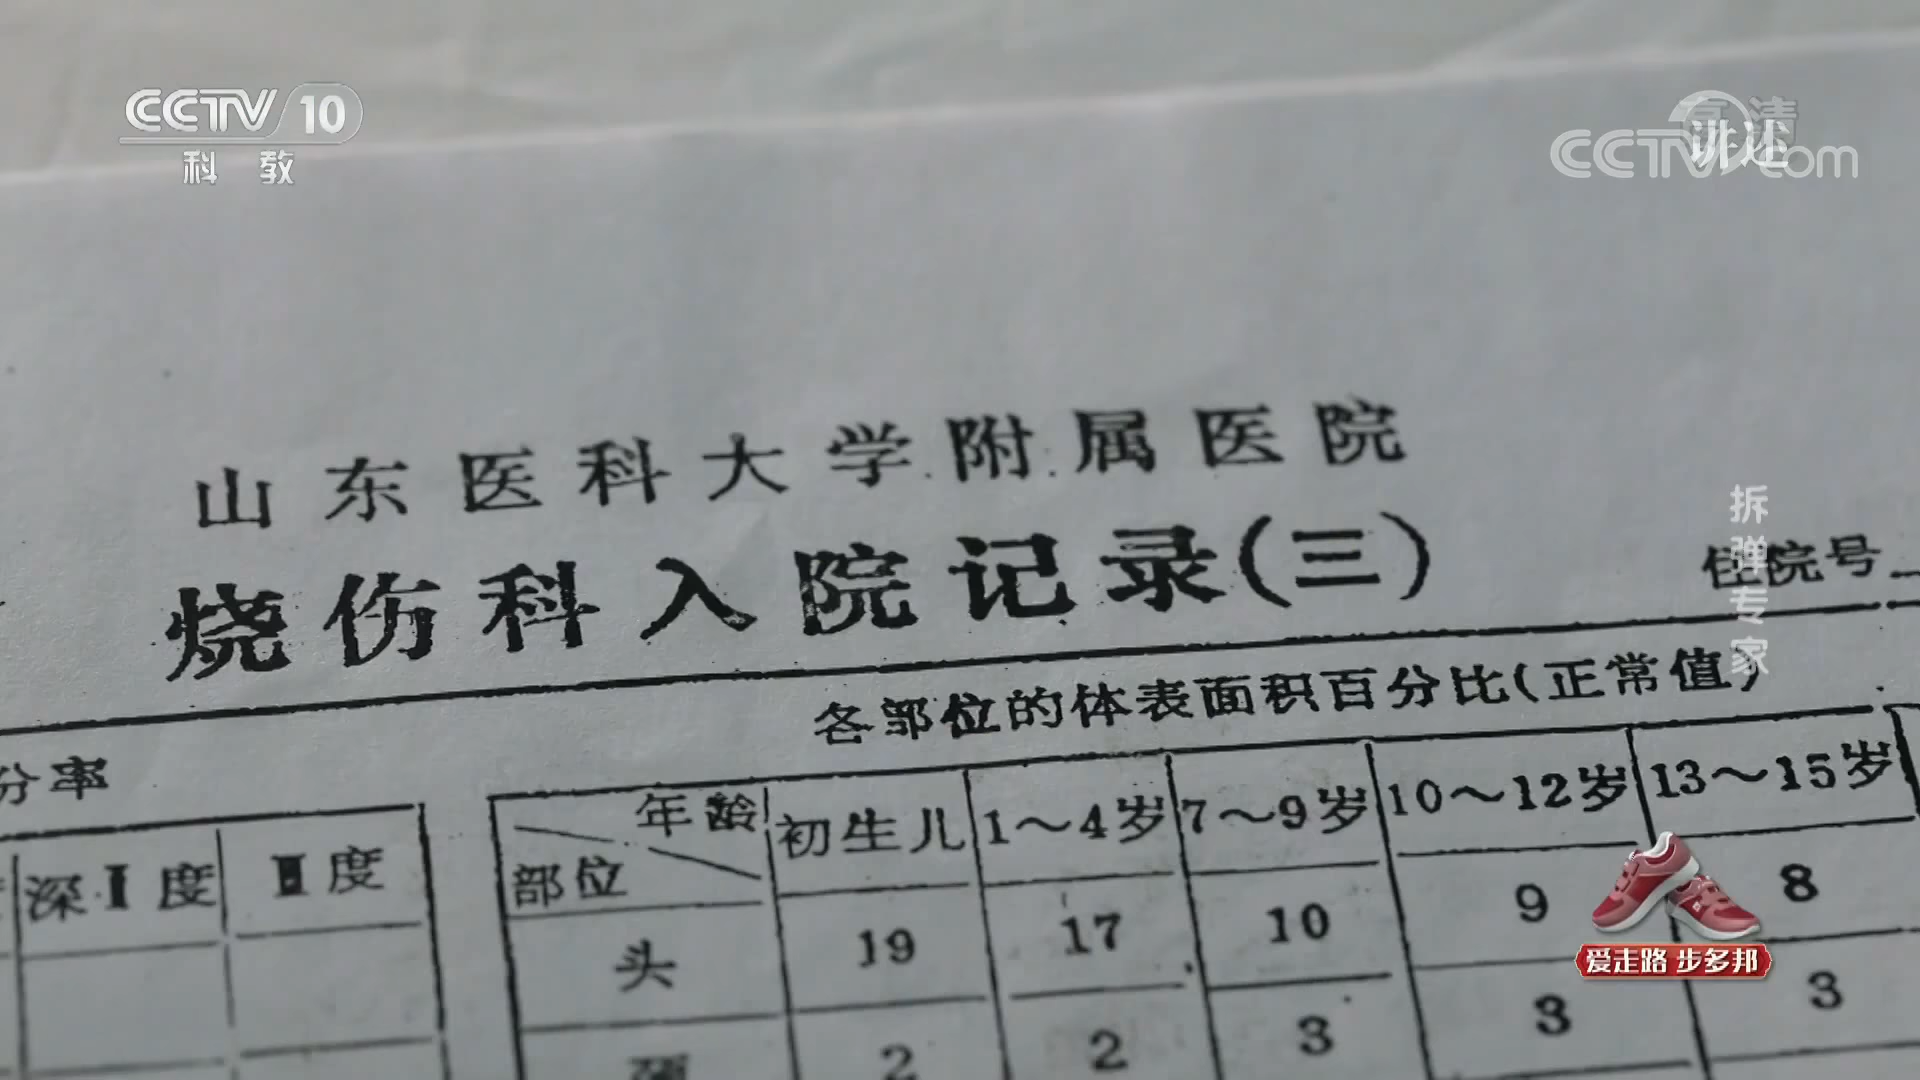 CCTV 10
科 教
高清
讲述
CCTV.com
山东医科大学附属医院
烧伤科入院记录(三)
住院号
拆弹专家
各部位的体表面积百分比(正常值)
分率
深Ⅱ度 Ⅲ度
年龄 初生儿 1～4岁 7～9岁 10～12岁 13～15岁
部位
头 19 17 10 9 8
2 2 3 3 3
爱走路 步多邦